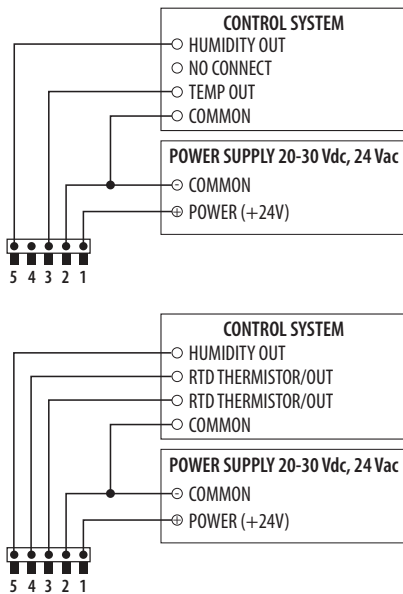 CONTROL SYSTEM
HUMIDITY OUT
NO CONNECT
TEMP OUT
COMMON
POWER SUPPLY 20-30 Vdc, 24 Vac
COMMON
POWER (+24V)
5 4 3 2 1
CONTROL SYSTEM
HUMIDITY OUT
RTD THERMISTOR/OUT
RTD THERMISTOR/OUT
COMMON
POWER SUPPLY 20-30 Vdc, 24 Vac
COMMON
POWER (+24V)
5 4 3 2 1